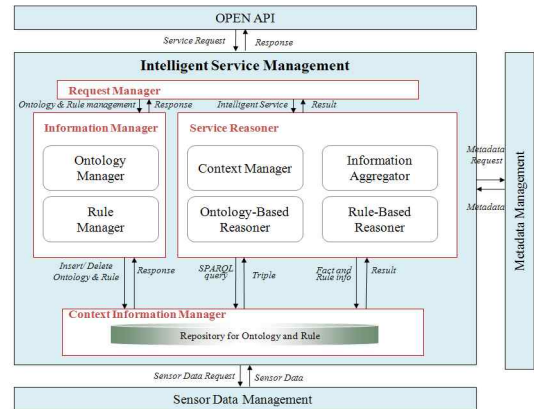 OPEN API
Service Request
Response
Intelligent Service Management
Request Manager
Ontology & Rule management
Response
Intelligent Service
Result
Information Manager
Service Reasoner
Ontology
Manager
Context Manager
Information
Aggregator
Rule
Manager
Ontology-Based
Reasoner
Rule-Based
Reasoner
Metadata
Request
Metadata
Metadata Management
Insert/ Delete
Ontology & Rule
Response
SPARQL
query
Triple
Fact and
Rule info
Result
Context Information Manager
Repository for Ontology and Rule
Sensor Data Request
Sensor Data
Sensor Data Management